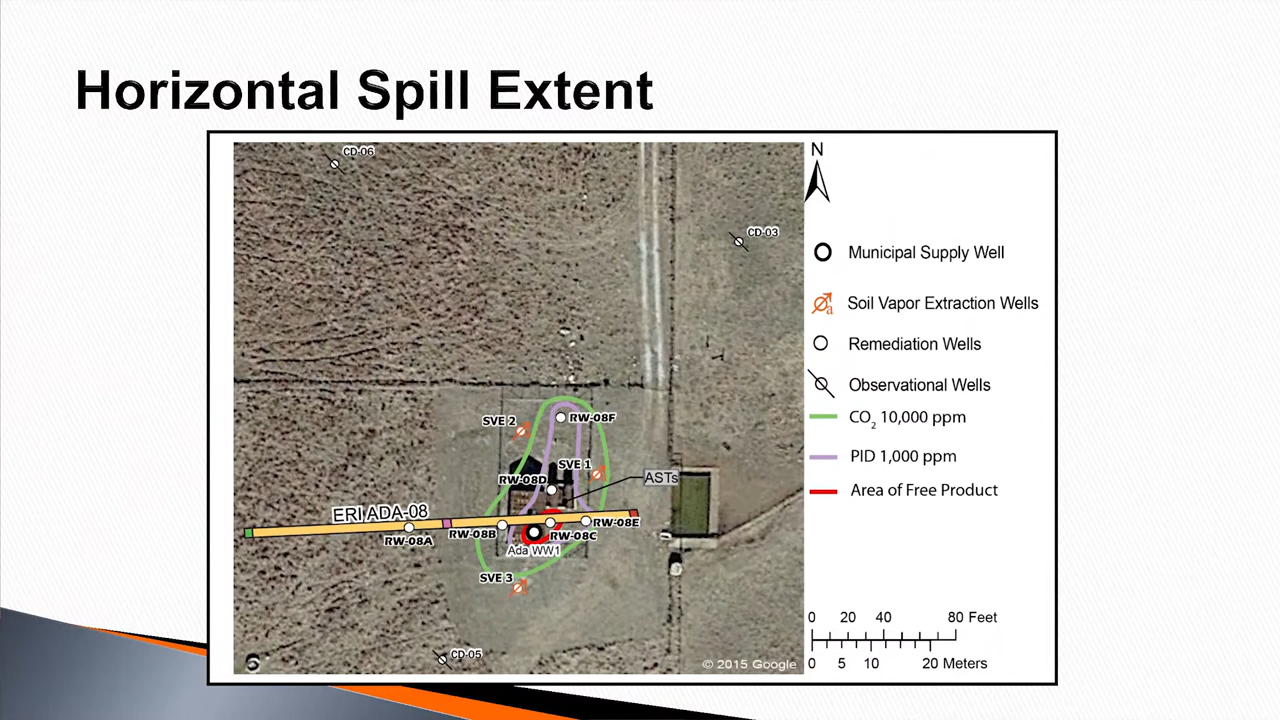 Horizontal Spill Extent
CD-06
CD-03
SVE 2
RW-08F
SVE 1
RW-08D
ASTs
ERI ADA-08
RW-08A
RW-08B
RW-08C
RW-08E
Ada WW1
SVE 3
CD-05
© 2015 Google
N
Municipal Supply Well
a
Soil Vapor Extraction Wells
Remediation Wells
Observational Wells
CO₂ 10,000 ppm
PID 1,000 ppm
Area of Free Product
0 20 40 80 Feet
0 5 10 20 Meters